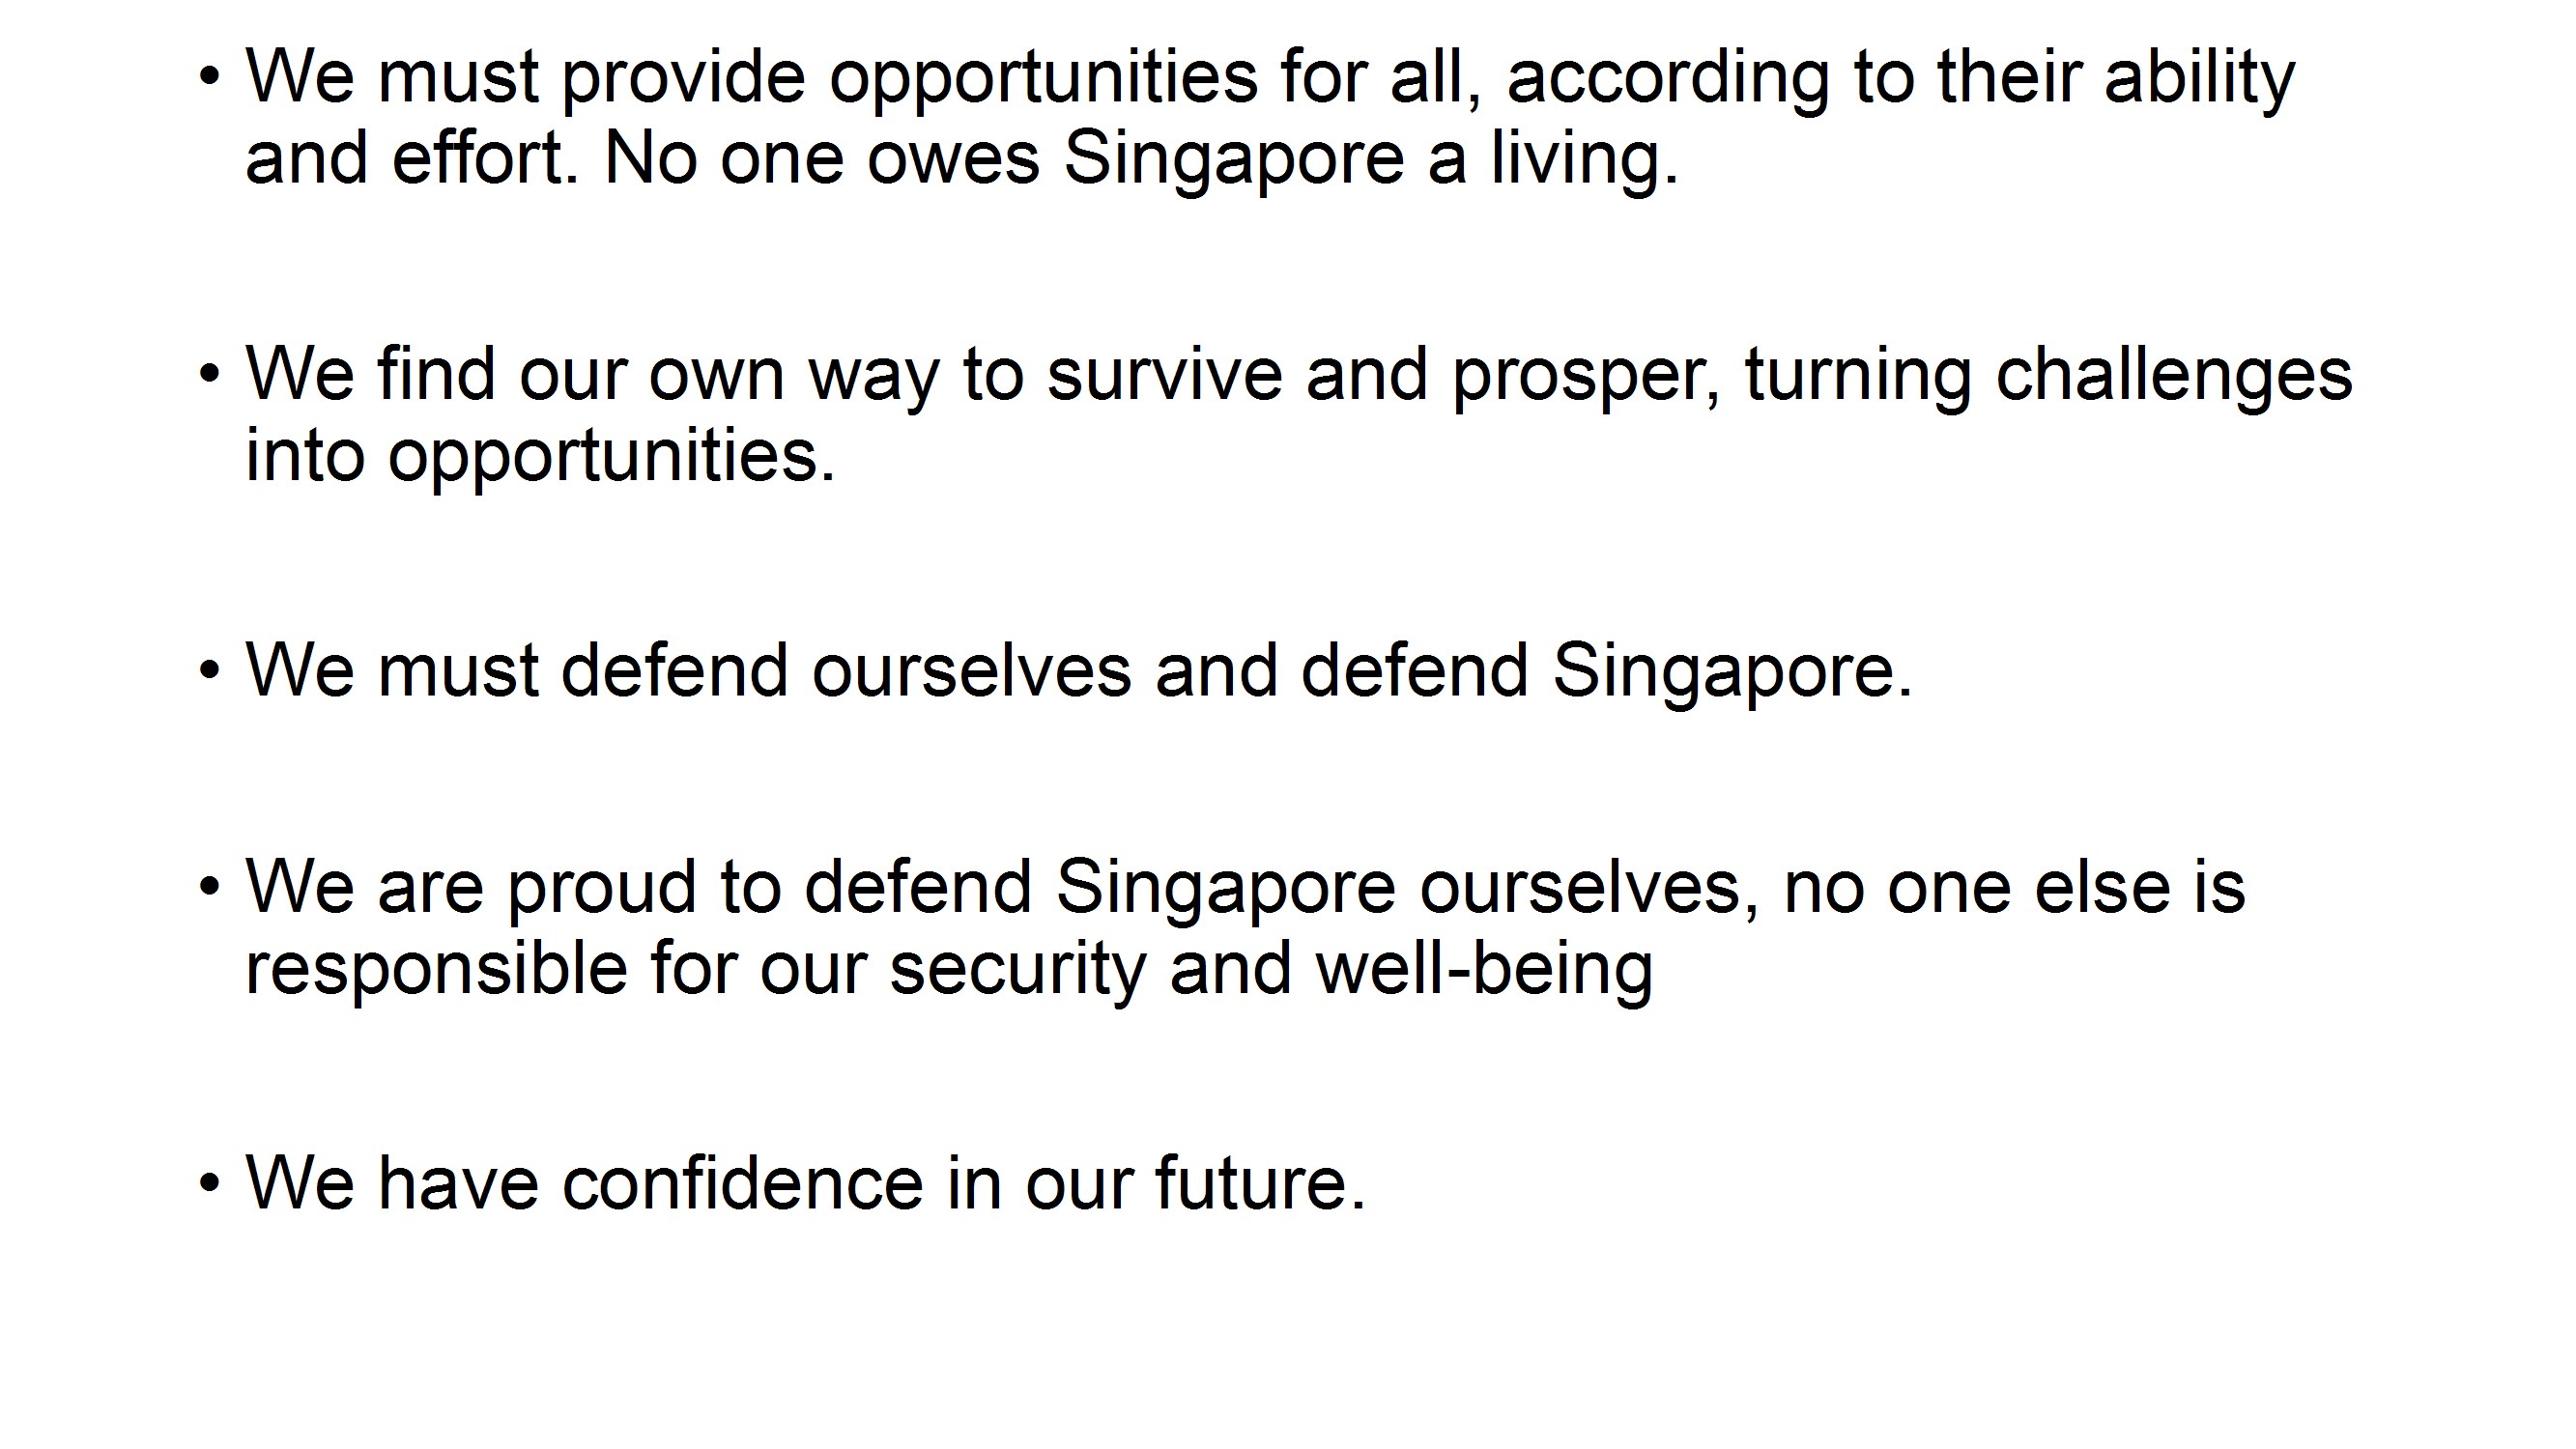 • We must provide opportunities for all, according to their ability
and effort. No one owes Singapore a living.
• We find our own way to survive and prosper, turning challenges
into opportunities.
• We must defend ourselves and defend Singapore.
• We are proud to defend Singapore ourselves, no one else is
responsible for our security and well-being
• We have confidence in our future.